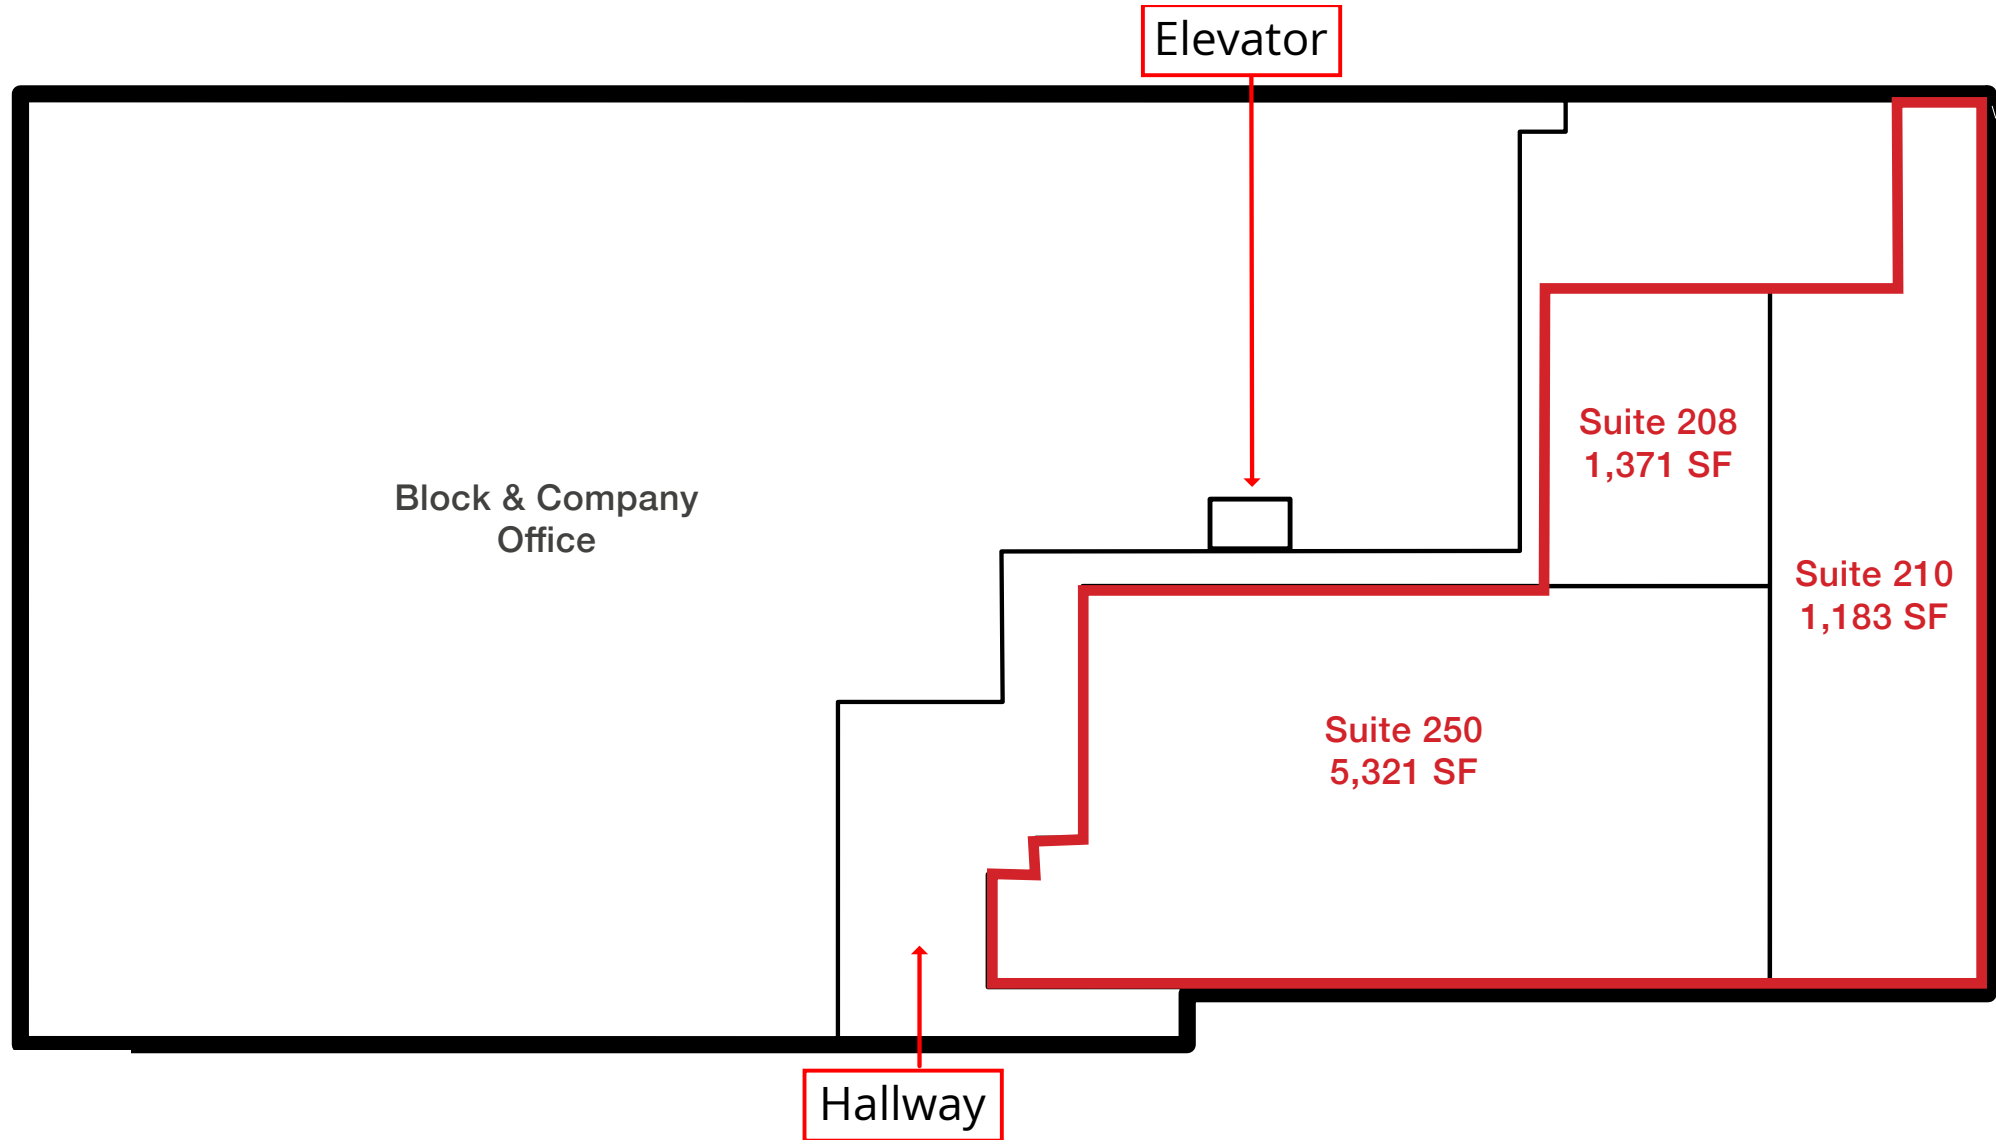 Elevator
Suite 208
1,371 SF
Block & Company
Office
Suite 210
1,183 SF
Suite 250
5,321 SF
Hallway